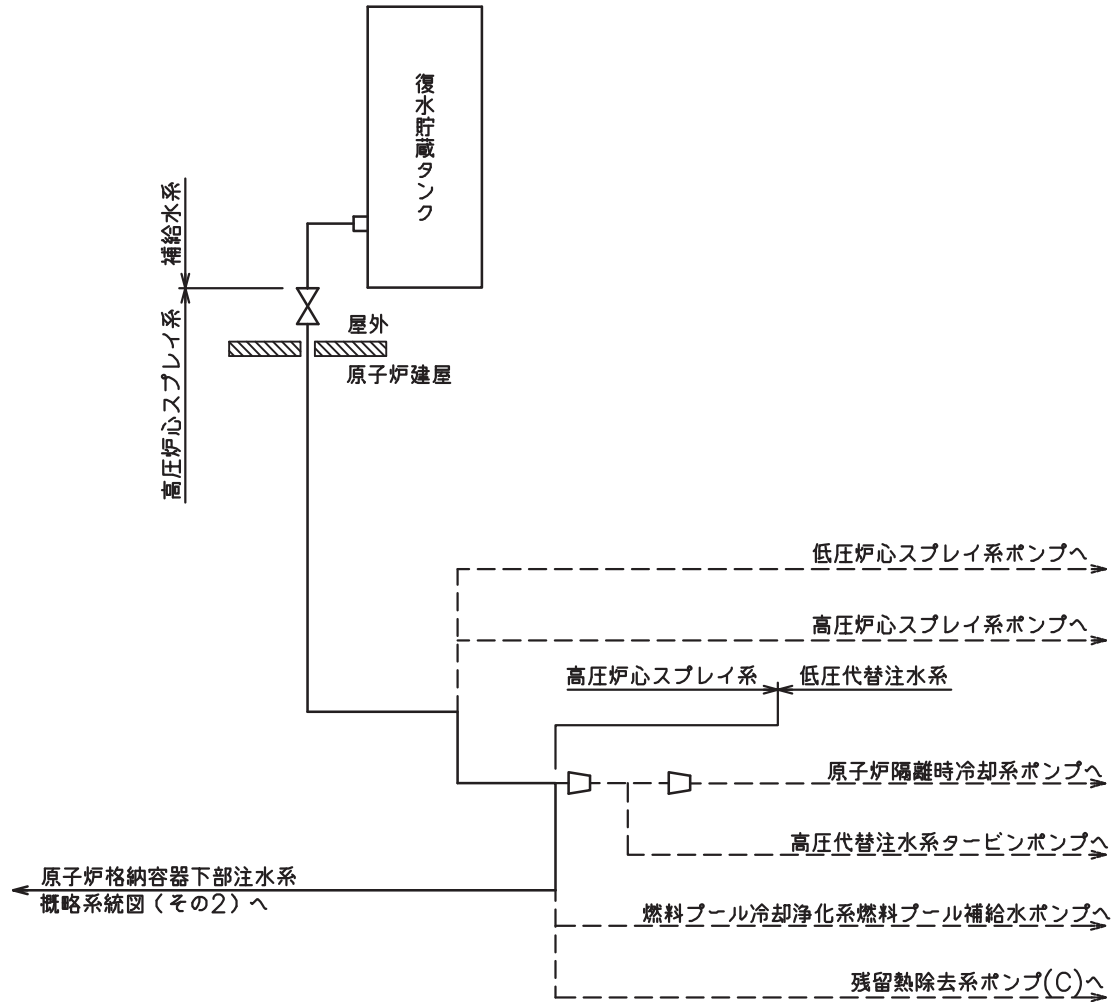 復水貯蔵タンク
補給水系
高圧炉心スプレイ系
屋外
原子炉建屋
低圧炉心スプレイ系ポンプへ
高圧炉心スプレイ系ポンプへ
高圧炉心スプレイ系
低圧代替注水系
原子炉隔離時冷却系ポンプへ
高圧代替注水系タービンポンプへ
原子炉格納容器下部注水系
概略系統図(その2)へ
燃料プール冷却浄化系燃料プール補給水ポンプへ
残留熱除去系ポンプ(C)へ